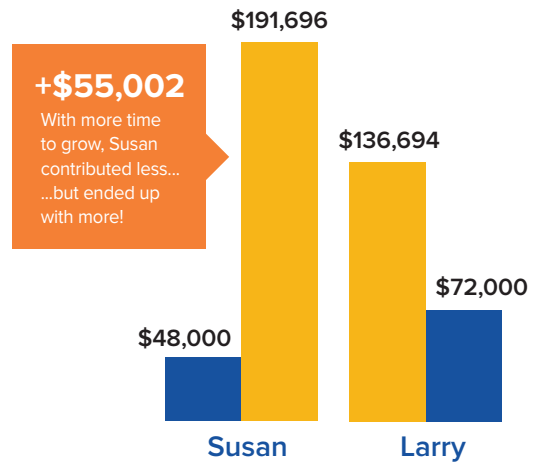 $191,696
+$55,002
With more time
to grow, Susan
contributed less...
...but ended up
with more!
$136,694
$72,000
$48,000
Susan
Larry